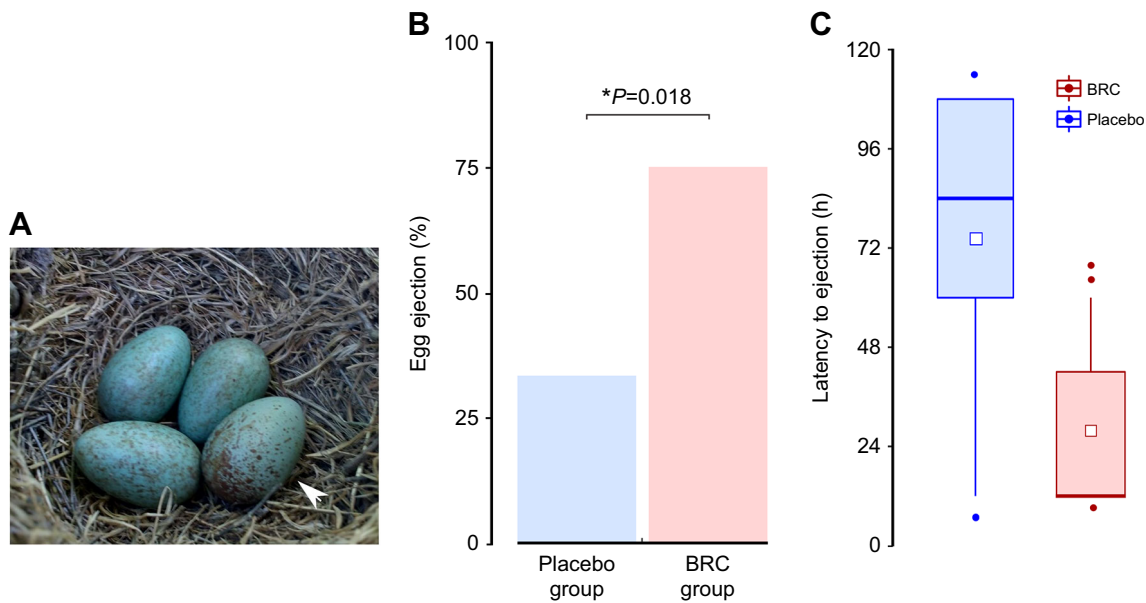 A
B
Egg ejection (%)
100
75
50
25
0
*P=0.018
Placebo
group
BRC
group
C
Latency to ejection (h)
120
96
72
48
24
0
BRC
Placebo